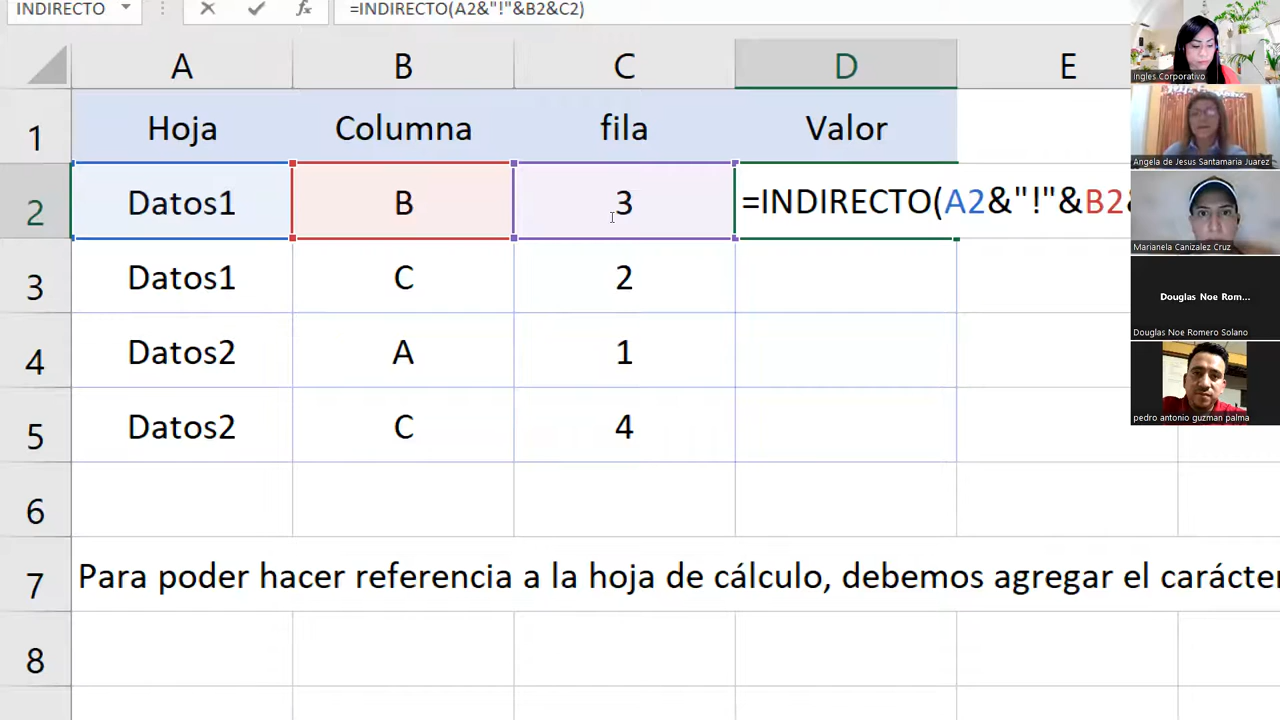 INDIRECTO
fx
=INDIRECTO(A2&"!"&B2&C2)
A B C D E
1 Hoja Columna fila Valor
2 Datos1 B 3 =INDIRECTO(A2&"!"&B2&
3 Datos1 C 2
4 Datos2 A 1
5 Datos2 C 4
6
7 Para poder hacer referencia a la hoja de cálculo, debemos agregar el carácter
8
Ingles Corporativo
Angela de Jesus Santamaria Juarez
Marianela Canizalez Cruz
Douglas Noe Rom...
Douglas Noe Romero Solano
pedro antonio guzman palma